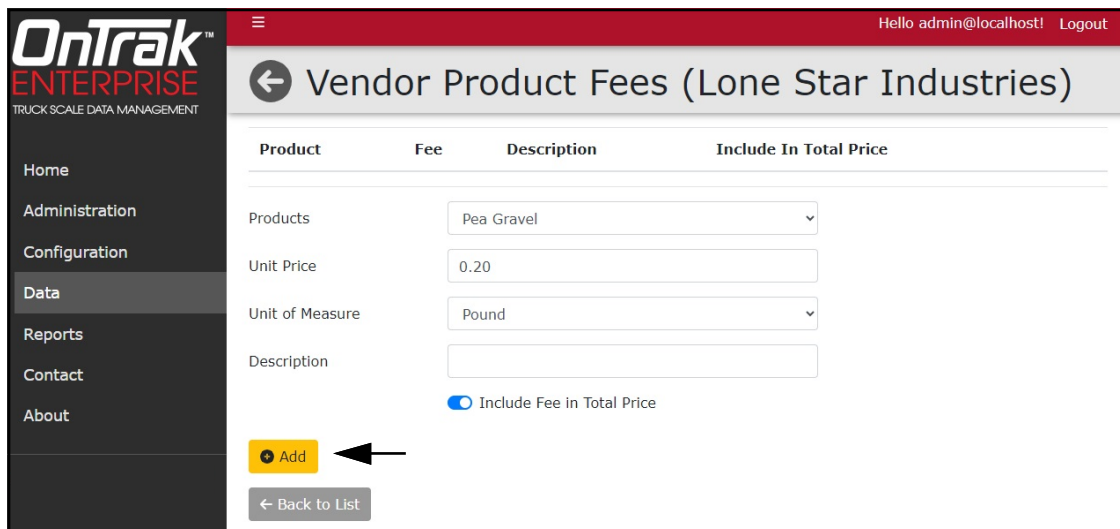 OnTrak™
ENTERPRISE
TRUCK SCALE DATA MANAGEMENT
Home
Administration
Configuration
Data
Reports
Contact
About
Hello admin@localhost! Logout
Vendor Product Fees (Lone Star Industries)
Product Fee Description Include In Total Price
Products Pea Gravel
Unit Price 0.20
Unit of Measure Pound
Description
Include Fee in Total Price
Add
← Back to List